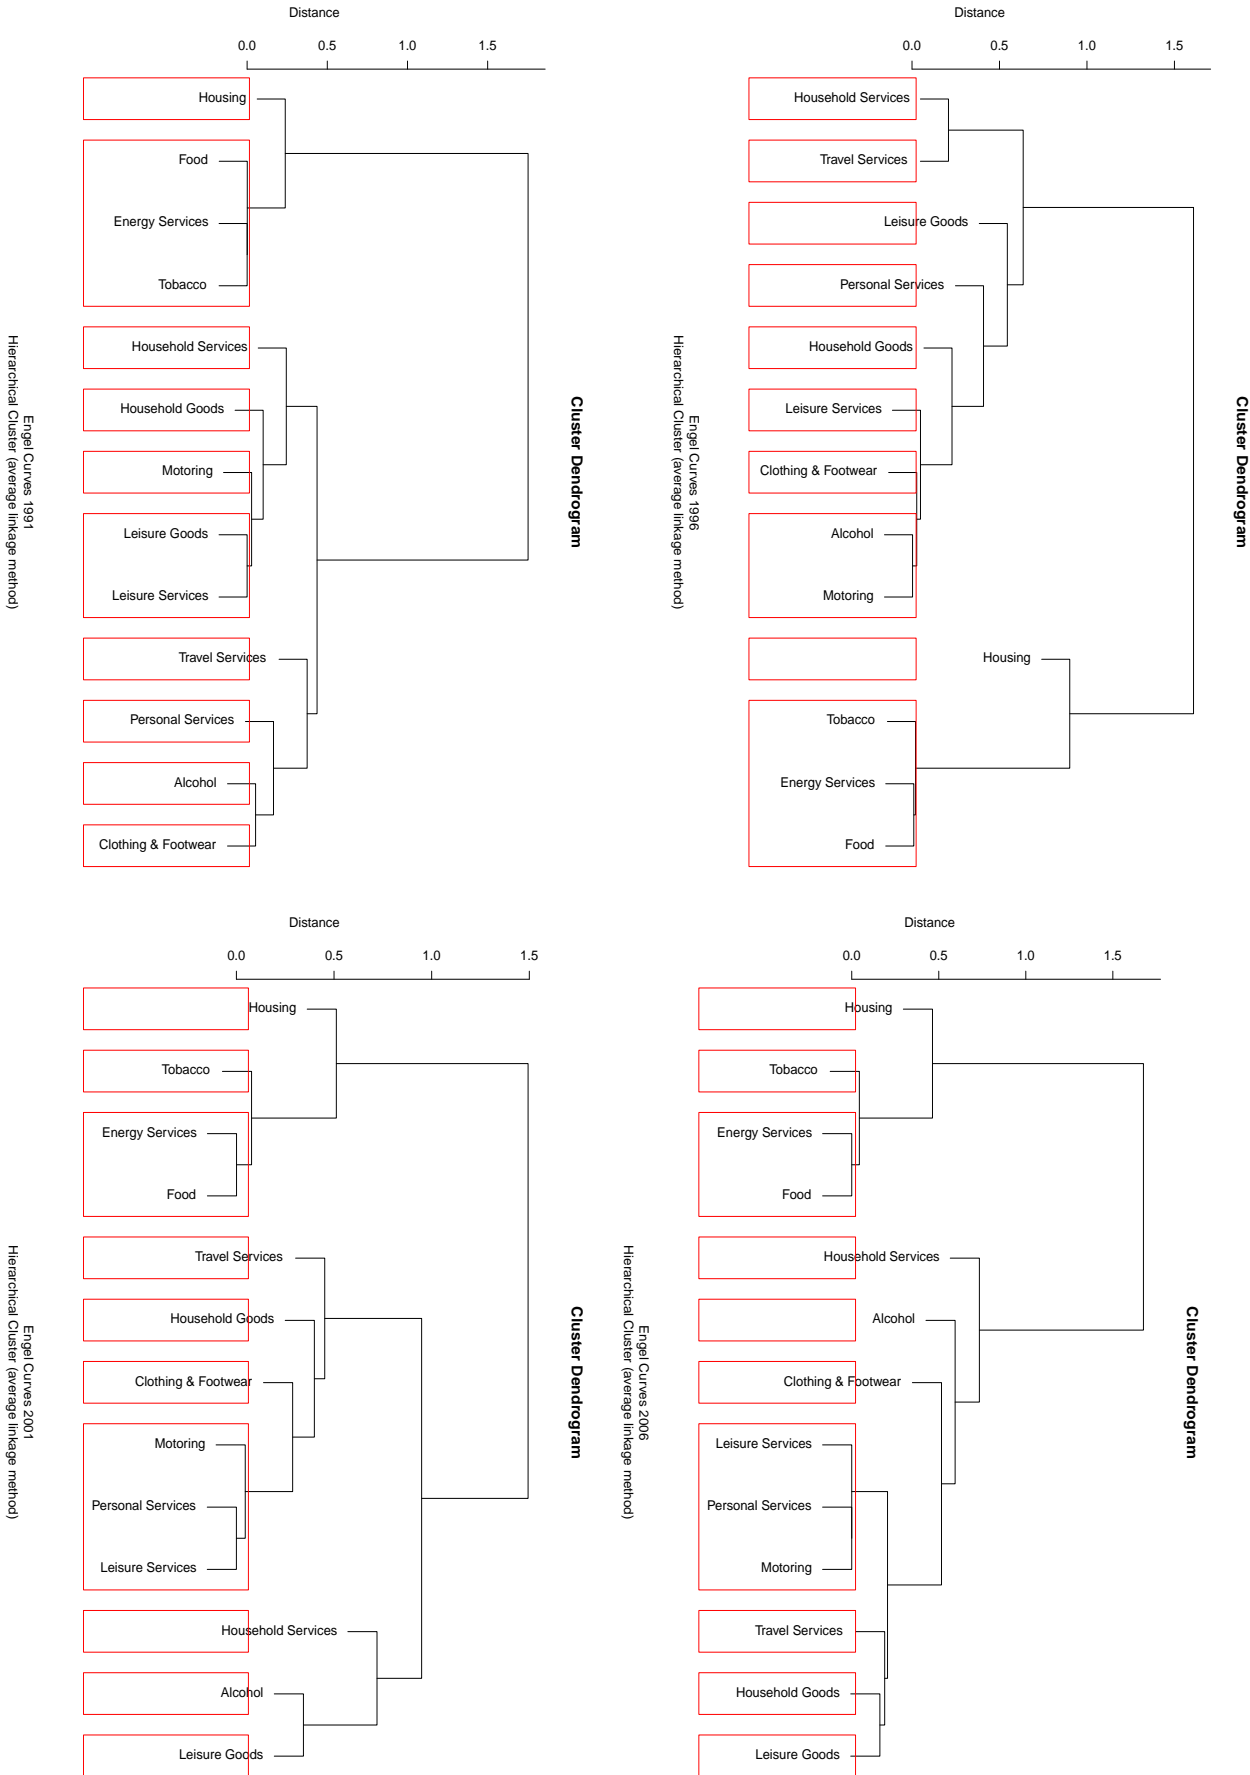 Distance
0.0 0.5 1.0 1.5
Housing
Food
Energy Services
Tobacco
Household Services
Household Goods
Motoring
Leisure Goods
Leisure Services
Travel Services
Personal Services
Alcohol
Clothing & Footwear
Cluster Dendrogram
Engel Curves 1991
Hierarchical Cluster (average linkage method)
Distance
0.0 0.5 1.0 1.5
Household Services
Travel Services
Leisure Goods
Personal Services
Household Goods
Leisure Services
Clothing & Footwear
Alcohol
Motoring
Housing
Tobacco
Energy Services
Food
Cluster Dendrogram
Engel Curves 1996
Hierarchical Cluster (average linkage method)
Distance
0.0 0.5 1.0 1.5
Housing
Tobacco
Energy Services
Food
Travel Services
Household Goods
Clothing & Footwear
Motoring
Personal Services
Leisure Services
Household Services
Alcohol
Leisure Goods
Cluster Dendrogram
Engel Curves 2001
Hierarchical Cluster (average linkage method)
Distance
0.0 0.5 1.0 1.5
Housing
Tobacco
Energy Services
Food
Household Services
Alcohol
Clothing & Footwear
Leisure Services
Personal Services
Motoring
Travel Services
Household Goods
Leisure Goods
Cluster Dendrogram
Engel Curves 2006
Hierarchical Cluster (average linkage method)